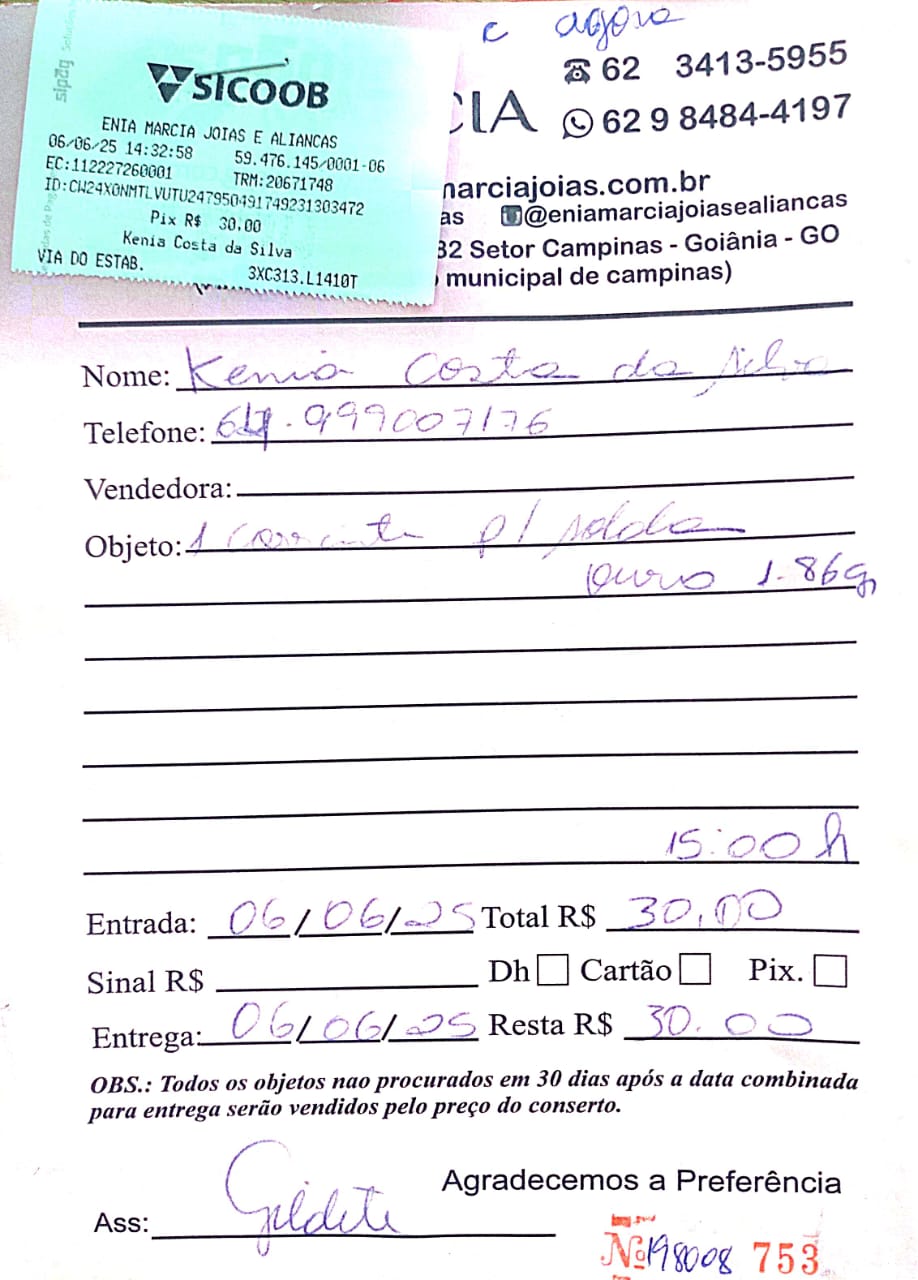 SICOOB
ENIA MARCIA JOIAS E ALIANCAS
06/06/25 14:32:58 59.476.145/0001-06
EC:112227260001 TRM:20671748
ID:CW24X0NMTLVUTU247950491749231303472
Pix R$ 30.00
Kenia Costa da Silva
VIA DO ESTAB. 3XC313.L1410T
sipag
e agora
62 3413-5955
CIA 62 9 8484-4197
marciajoias.com.br
as @eniamarciajoiasealiancas
32 Setor Campinas - Goiânia - GO
municipal de campinas)
Nome: Kenia Costa da Silva
Telefone: 999007176
Vendedora:
Objeto: 1 corrente p/ solda
ouro 1.86g
15:00 h
Entrada: 06/06/25 Total R$ 30,00
Sinal R$ Dh Cartão Pix.
Entrega: 06/06/25 Resta R$ 30.00
OBS.: Todos os objetos nao procurados em 30 dias após a data combinada
para entrega serão vendidos pelo preço do conserto.
Agradecemos a Preferência
Ass: Gildete
Nº 198008 753